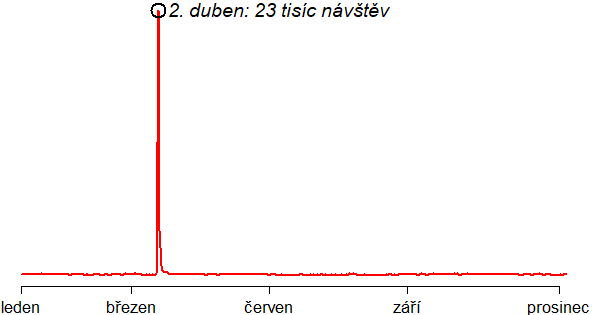 2. duben: 23 tisíc návštěv
leden březen červen září prosinec